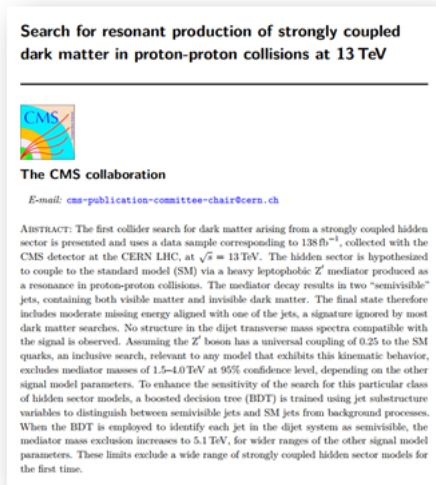 Search for resonant production of strongly coupled
dark matter in proton-proton collisions at 13 TeV
CMS
The CMS collaboration
E-mail: cms-publication-committee-chair@cern.ch
ABSTRACT: The first collider search for dark matter arising from a strongly coupled hidden
sector is presented and uses a data sample corresponding to 138 fb⁻¹, collected with the
CMS detector at the CERN LHC, at √s = 13 TeV. The hidden sector is hypothesized
to couple to the standard model (SM) via a heavy leptophobic Z′ mediator produced as
a resonance in proton-proton collisions. The mediator decay results in two “semivisible”
jets, containing both visible matter and invisible dark matter. The final state therefore
includes moderate missing energy aligned with one of the jets, a signature ignored by most
dark matter searches. No structure in the dijet transverse mass spectra compatible with
the signal is observed. Assuming the Z′ boson has a universal coupling of 0.25 to the SM
quarks, an inclusive search, relevant to any model that exhibits this kinematic behavior,
excludes mediator masses of 1.5–4.0 TeV at 95% confidence level, depending on the other
signal model parameters. To enhance the sensitivity of the search for this particular class
of hidden sector models, a boosted decision tree (BDT) is trained using jet substructure
variables to distinguish between semivisible jets and SM jets from background processes.
When the BDT is employed to identify each jet in the dijet system as semivisible, the
mediator mass exclusion increases to 5.1 TeV, for wider ranges of the other signal model
parameters. These limits exclude a wide range of strongly coupled hidden sector models for
the first time.